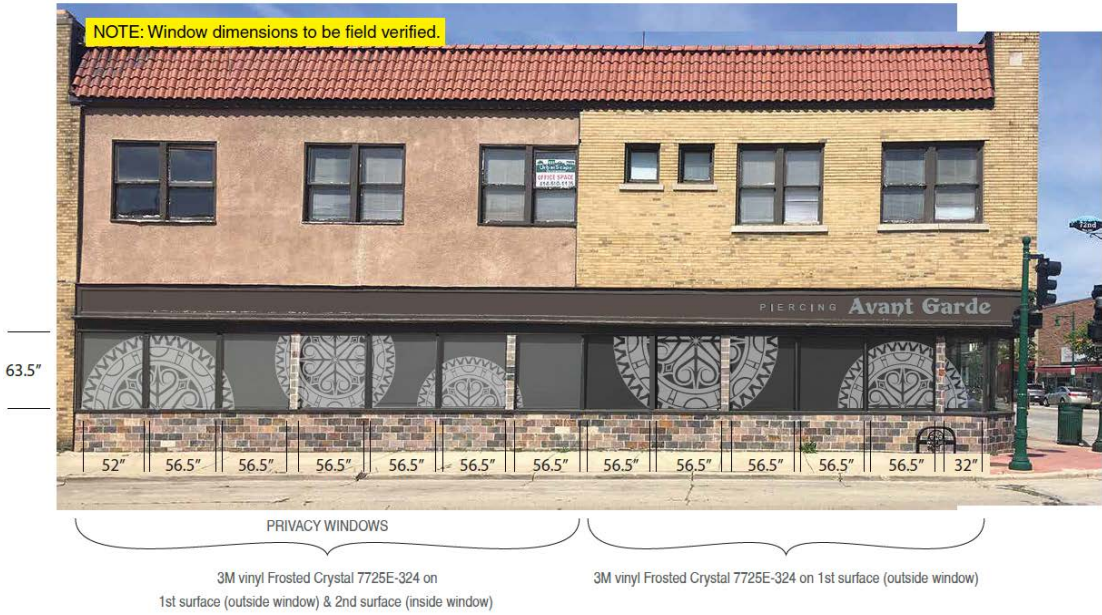 NOTE: Window dimensions to be field verified.
OFFICE SPACE
72nd
PIERCING Avant Garde
63.5”
52” 56.5” 56.5” 56.5” 56.5” 56.5” 56.5” 56.5” 56.5” 56.5” 56.5” 56.5” 32”
PRIVACY WINDOWS
3M vinyl Frosted Crystal 7725E-324 on
1st surface (outside window) & 2nd surface (inside window)
3M vinyl Frosted Crystal 7725E-324 on 1st surface (outside window)